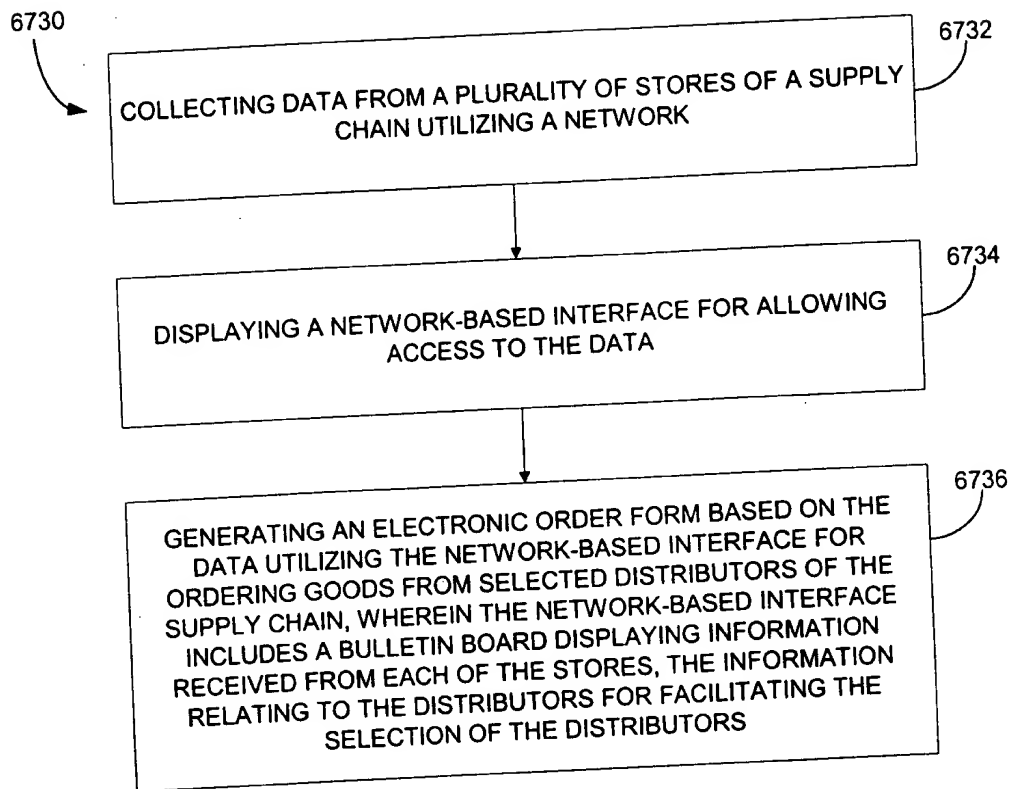 6730
6732
COLLECTING DATA FROM A PLURALITY OF STORES OF A SUPPLY
CHAIN UTILIZING A NETWORK
6734
DISPLAYING A NETWORK-BASED INTERFACE FOR ALLOWING
ACCESS TO THE DATA
6736
GENERATING AN ELECTRONIC ORDER FORM BASED ON THE
DATA UTILIZING THE NETWORK-BASED INTERFACE FOR
ORDERING GOODS FROM SELECTED DISTRIBUTORS OF THE
SUPPLY CHAIN, WHEREIN THE NETWORK-BASED INTERFACE
INCLUDES A BULLETIN BOARD DISPLAYING INFORMATION
RECEIVED FROM EACH OF THE STORES, THE INFORMATION
RELATING TO THE DISTRIBUTORS FOR FACILITATING THE
SELECTION OF THE DISTRIBUTORS